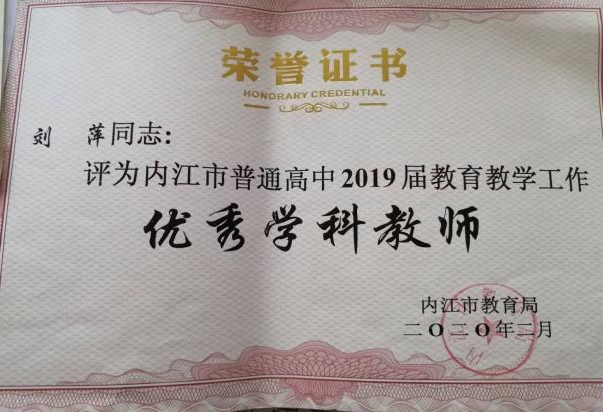 荣誉证书
HONORARY CREDENTIAL
刘 萍同志：
评为内江市普通高中2019届教育教学工作
优秀学科教师
内江市教育局
二〇二〇年二月